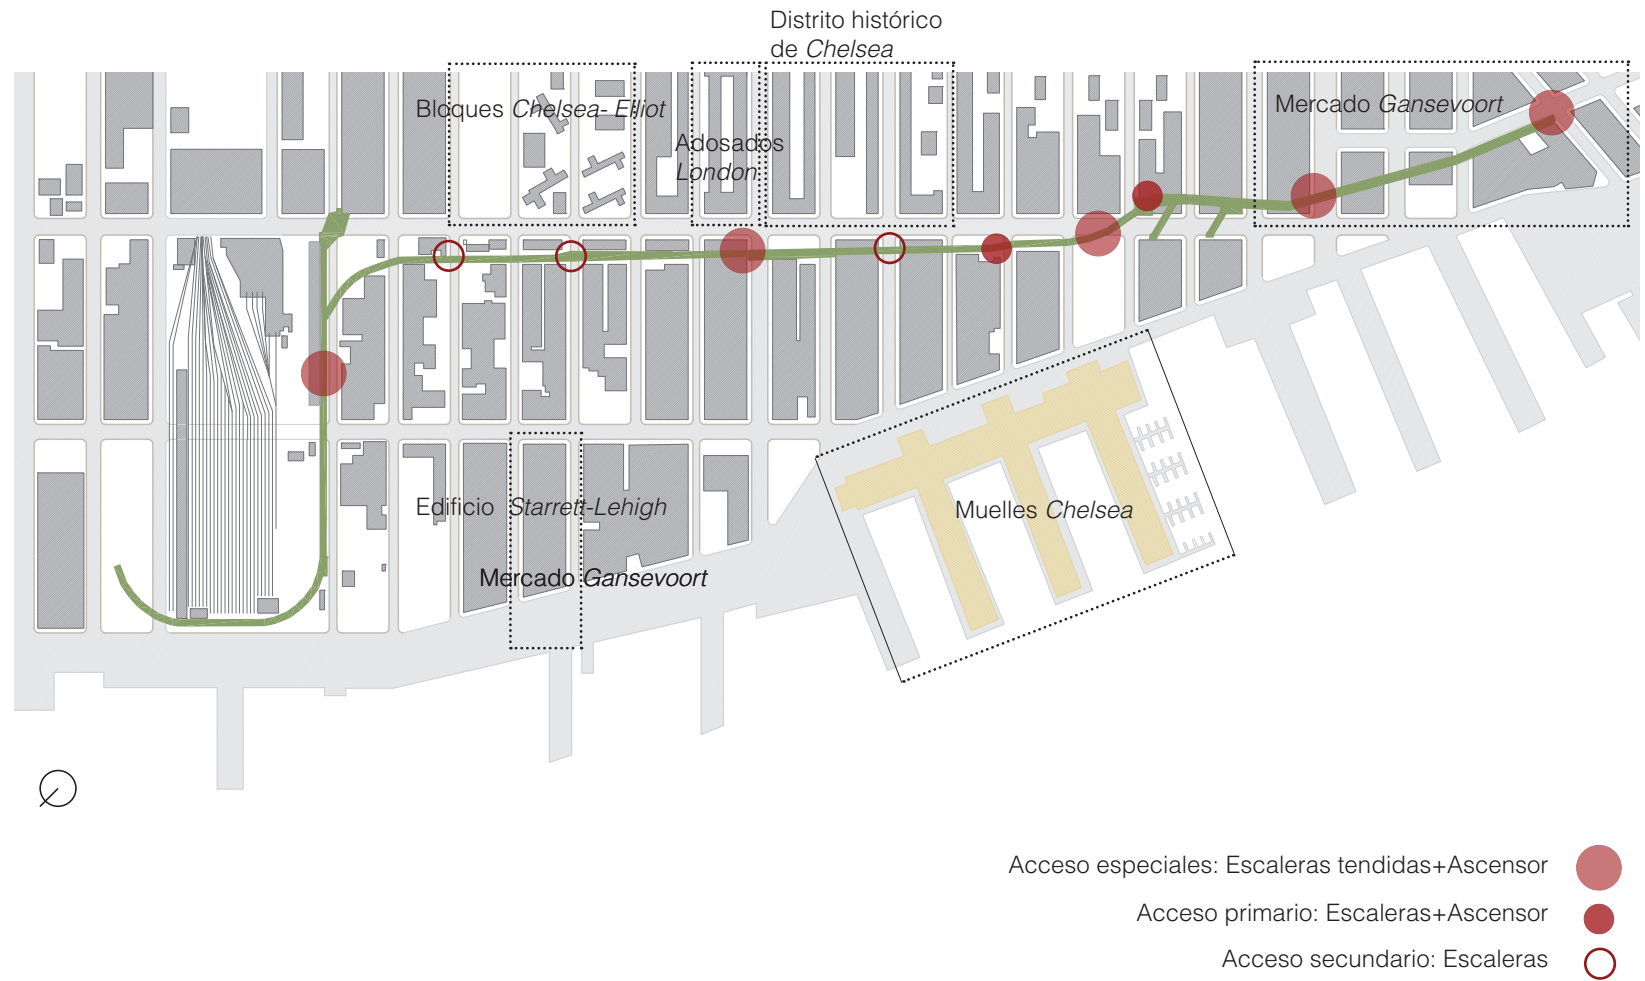 Distrito histórico
de Chelsea
Bloques Chelsea- Elliot
Mercado Gansevoort
Adosados
London
Edificio Starrett-Lehigh
Muelles Chelsea
Mercado Gansevoort
Acceso especiales: Escaleras tendidas+Ascensor
Acceso primario: Escaleras+Ascensor
Acceso secundario: Escaleras